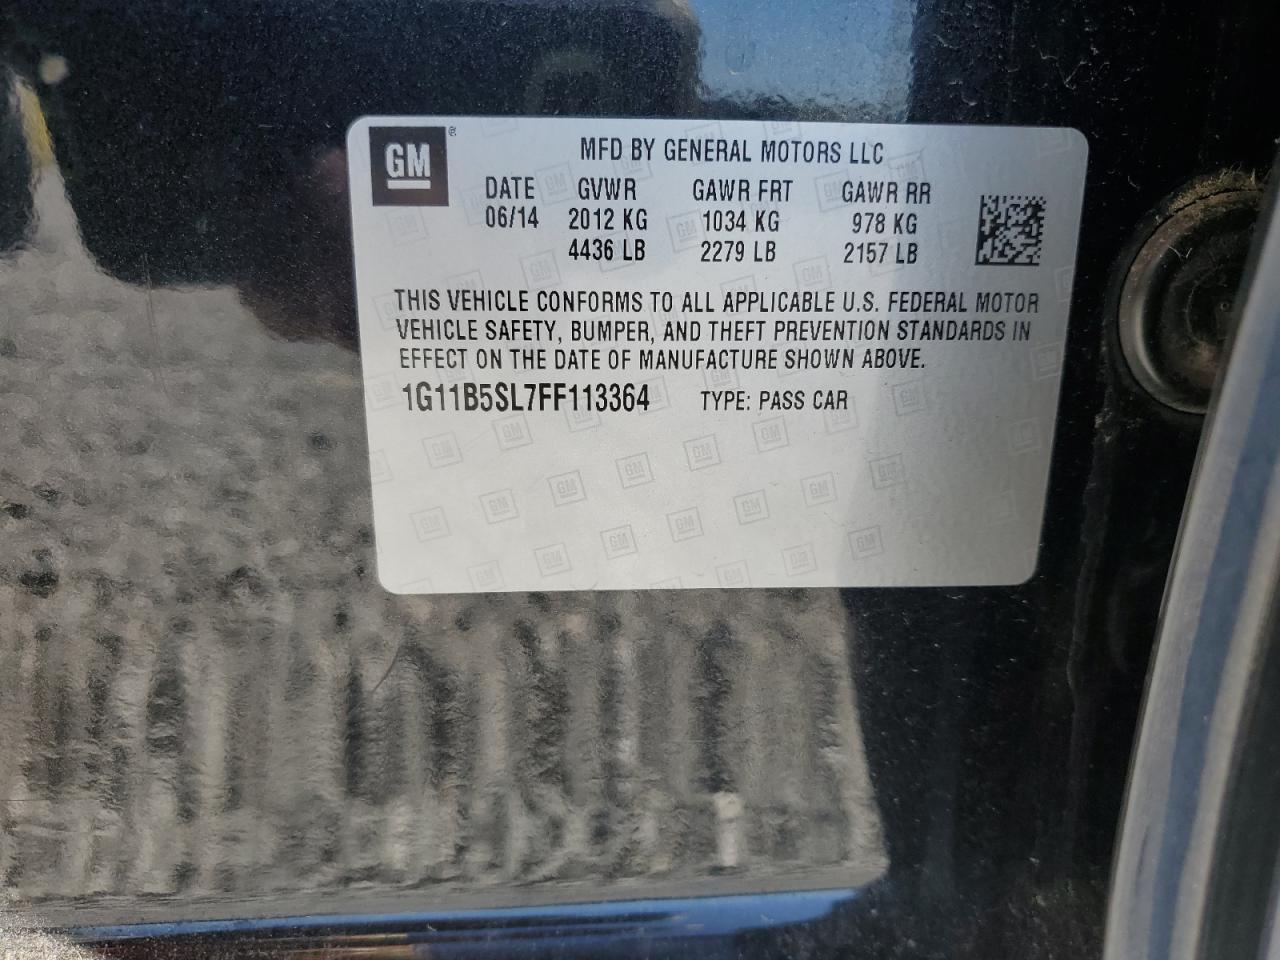 GM ®
MFD BY GENERAL MOTORS LLC
DATE GVWR GAWR FRT GAWR RR
06/14 2012 KG 1034 KG 978 KG
4436 LB 2279 LB 2157 LB
THIS VEHICLE CONFORMS TO ALL APPLICABLE U.S. FEDERAL MOTOR
VEHICLE SAFETY, BUMPER, AND THEFT PREVENTION STANDARDS IN
EFFECT ON THE DATE OF MANUFACTURE SHOWN ABOVE.
1G11B5SL7FF113364 TYPE: PASS CAR